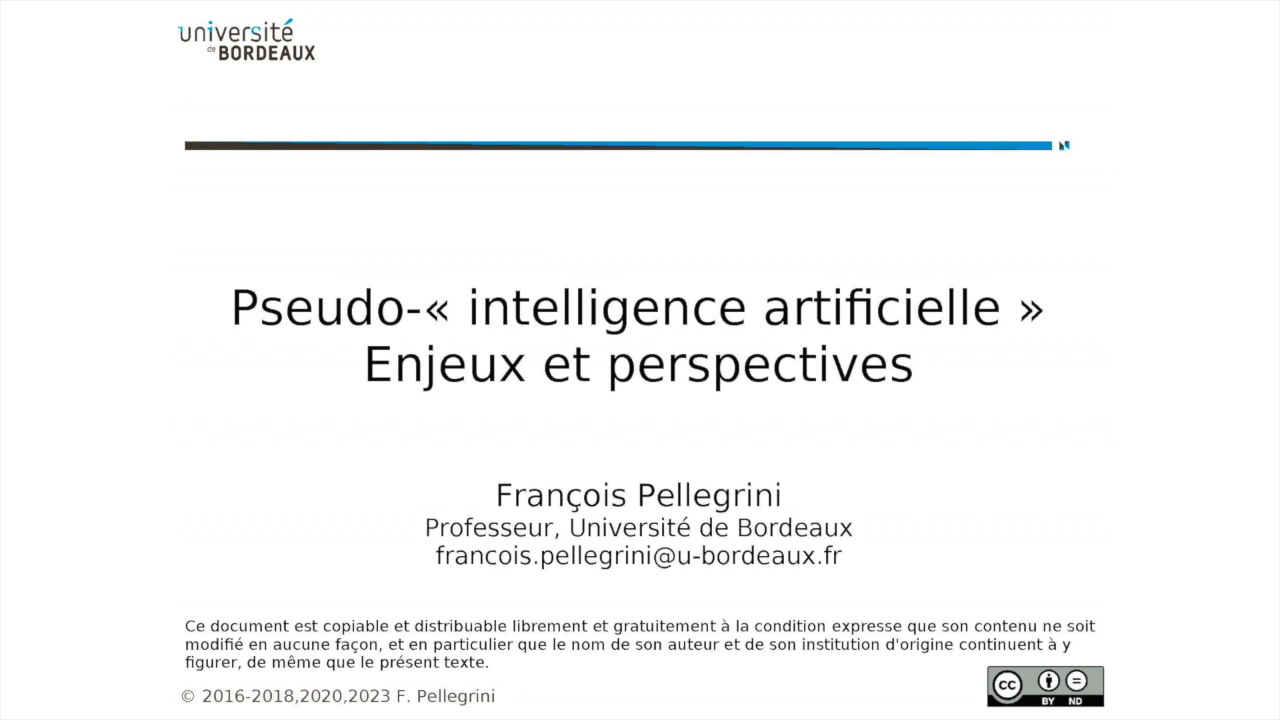 université
de BORDEAUX
Pseudo-« intelligence artificielle »
Enjeux et perspectives
François Pellegrini
Professeur, Université de Bordeaux
francois.pellegrini@u-bordeaux.fr
Ce document est copiable et distribuable librement et gratuitement à la condition expresse que son contenu ne soit
modifié en aucune façon, et en particulier que le nom de son auteur et de son institution d'origine continuent à y
figurer, de même que le présent texte.
© 2016-2018,2020,2023 F. Pellegrini
cc
BY ND